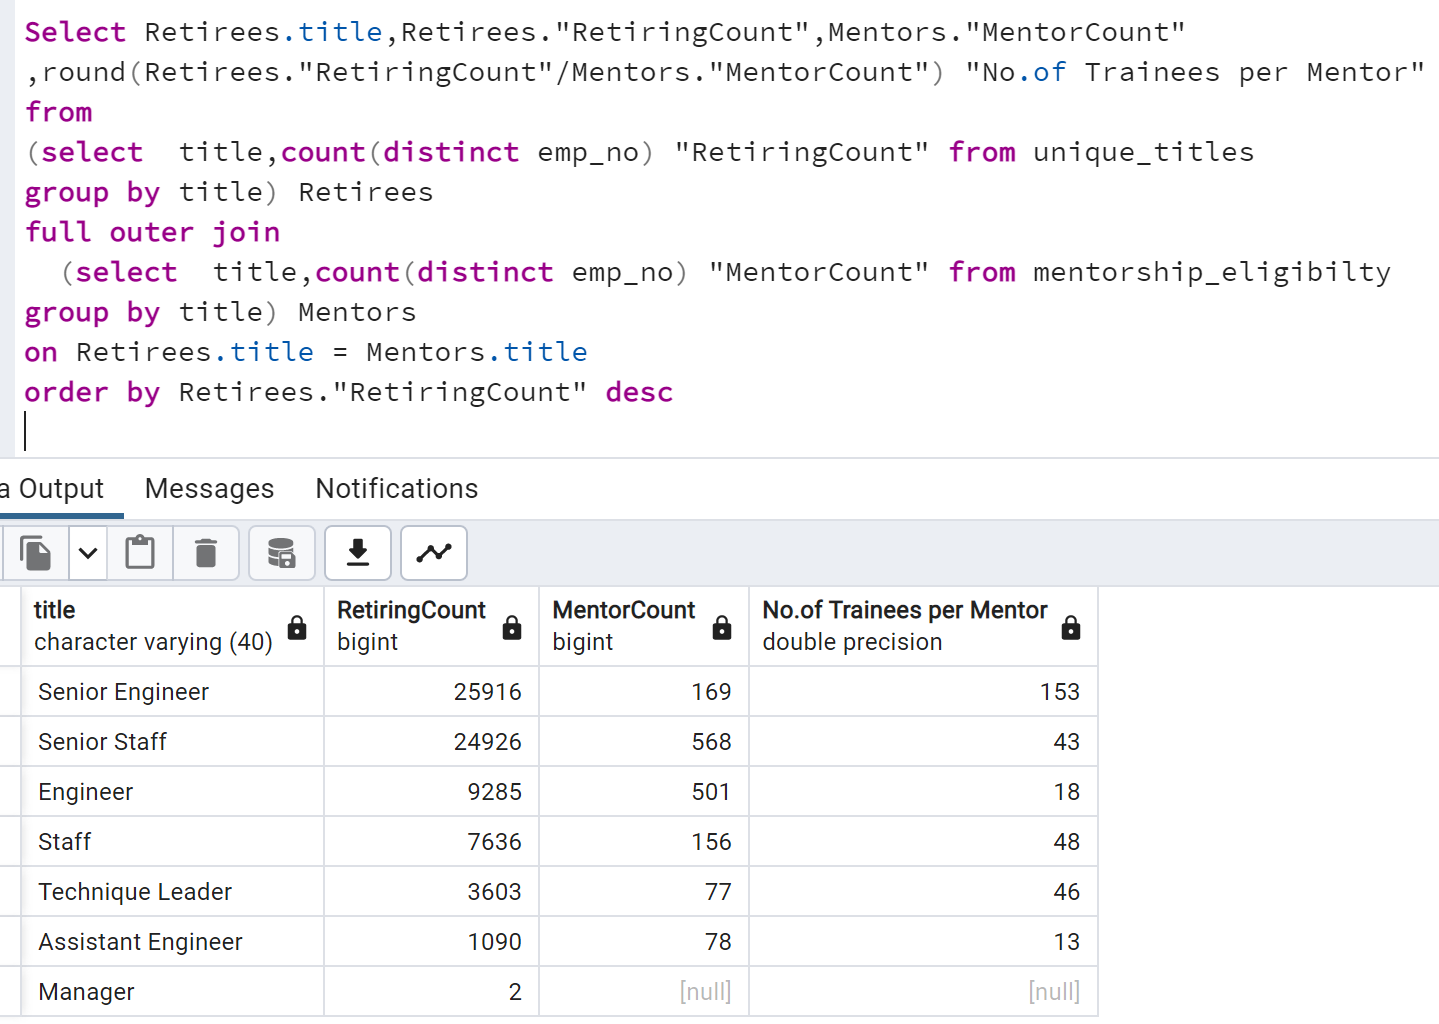 Select Retirees.title,Retirees."RetiringCount",Mentors."MentorCount"
,round(Retirees."RetiringCount"/Mentors."MentorCount") "No.of Trainees per Mentor"
from
(select  title,count(distinct emp_no) "RetiringCount" from unique_titles
group by title) Retirees
full outer join
  (select  title,count(distinct emp_no) "MentorCount" from mentorship_eligibilty
group by title) Mentors
on Retirees.title = Mentors.title
order by Retirees."RetiringCount" desc
a Output Messages Notifications
title RetiringCount MentorCount No.of Trainees per Mentor
character varying (40) bigint bigint double precision
Senior Engineer 25916 169 153
Senior Staff 24926 568 43
Engineer 9285 501 18
Staff 7636 156 48
Technique Leader 3603 77 46
Assistant Engineer 1090 78 13
Manager 2 [null] [null]